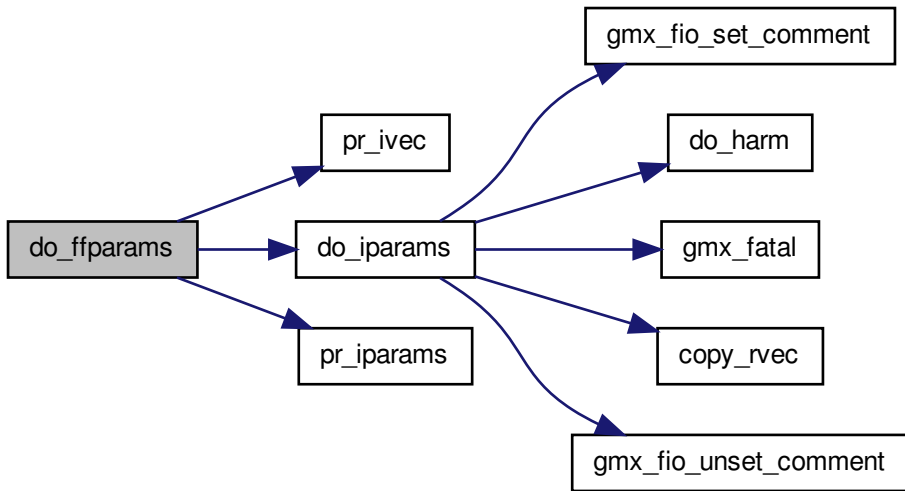 do_ffparams
pr_ivec
do_iparams
pr_iparams
gmx_fio_set_comment
do_harm
gmx_fatal
copy_rvec
gmx_fio_unset_comment